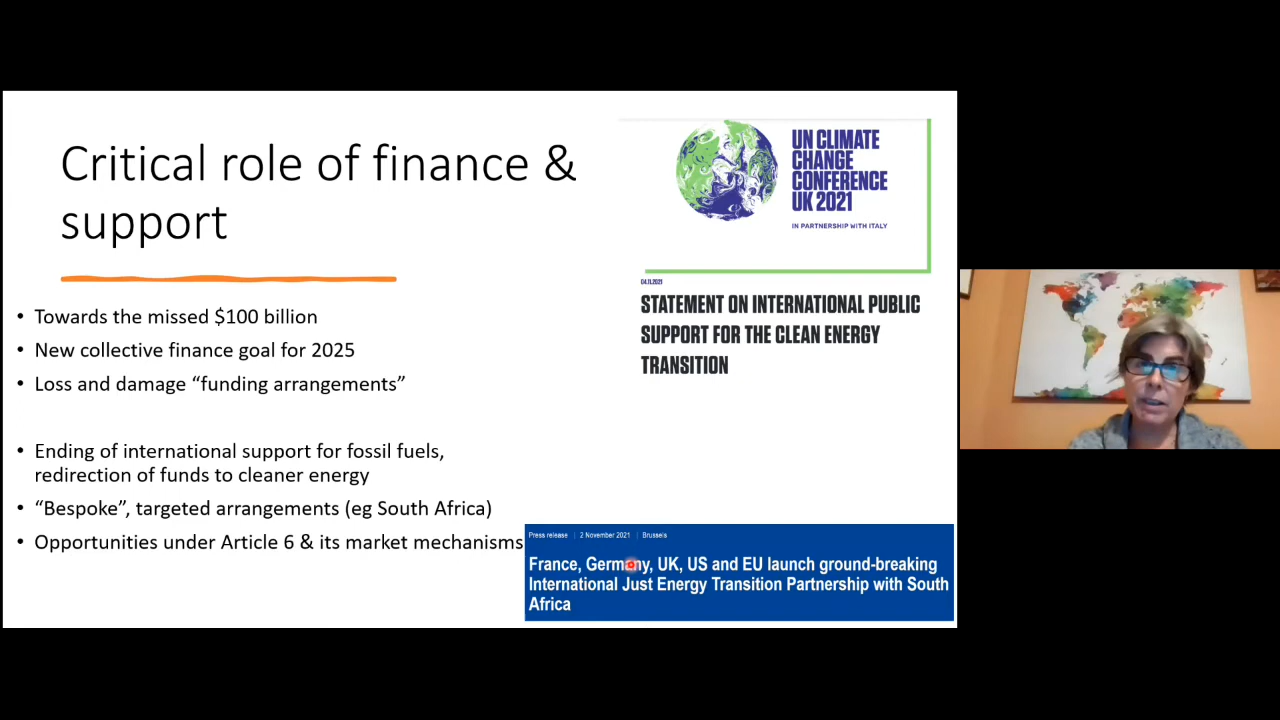 Critical role of finance &
support
• Towards the missed $100 billion
• New collective finance goal for 2025
• Loss and damage “funding arrangements”
• Ending of international support for fossil fuels,
redirection of funds to cleaner energy
• “Bespoke”, targeted arrangements (eg South Africa)
• Opportunities under Article 6 & its market mechanisms
UN CLIMATE
CHANGE
CONFERENCE
UK 2021
IN PARTNERSHIP WITH ITALY
04.11.2021
STATEMENT ON INTERNATIONAL PUBLIC
SUPPORT FOR THE CLEAN ENERGY
TRANSITION
Press release | 2 November 2021 | Brussels
France, Germany, UK, US and EU launch ground-breaking
International Just Energy Transition Partnership with South
Africa